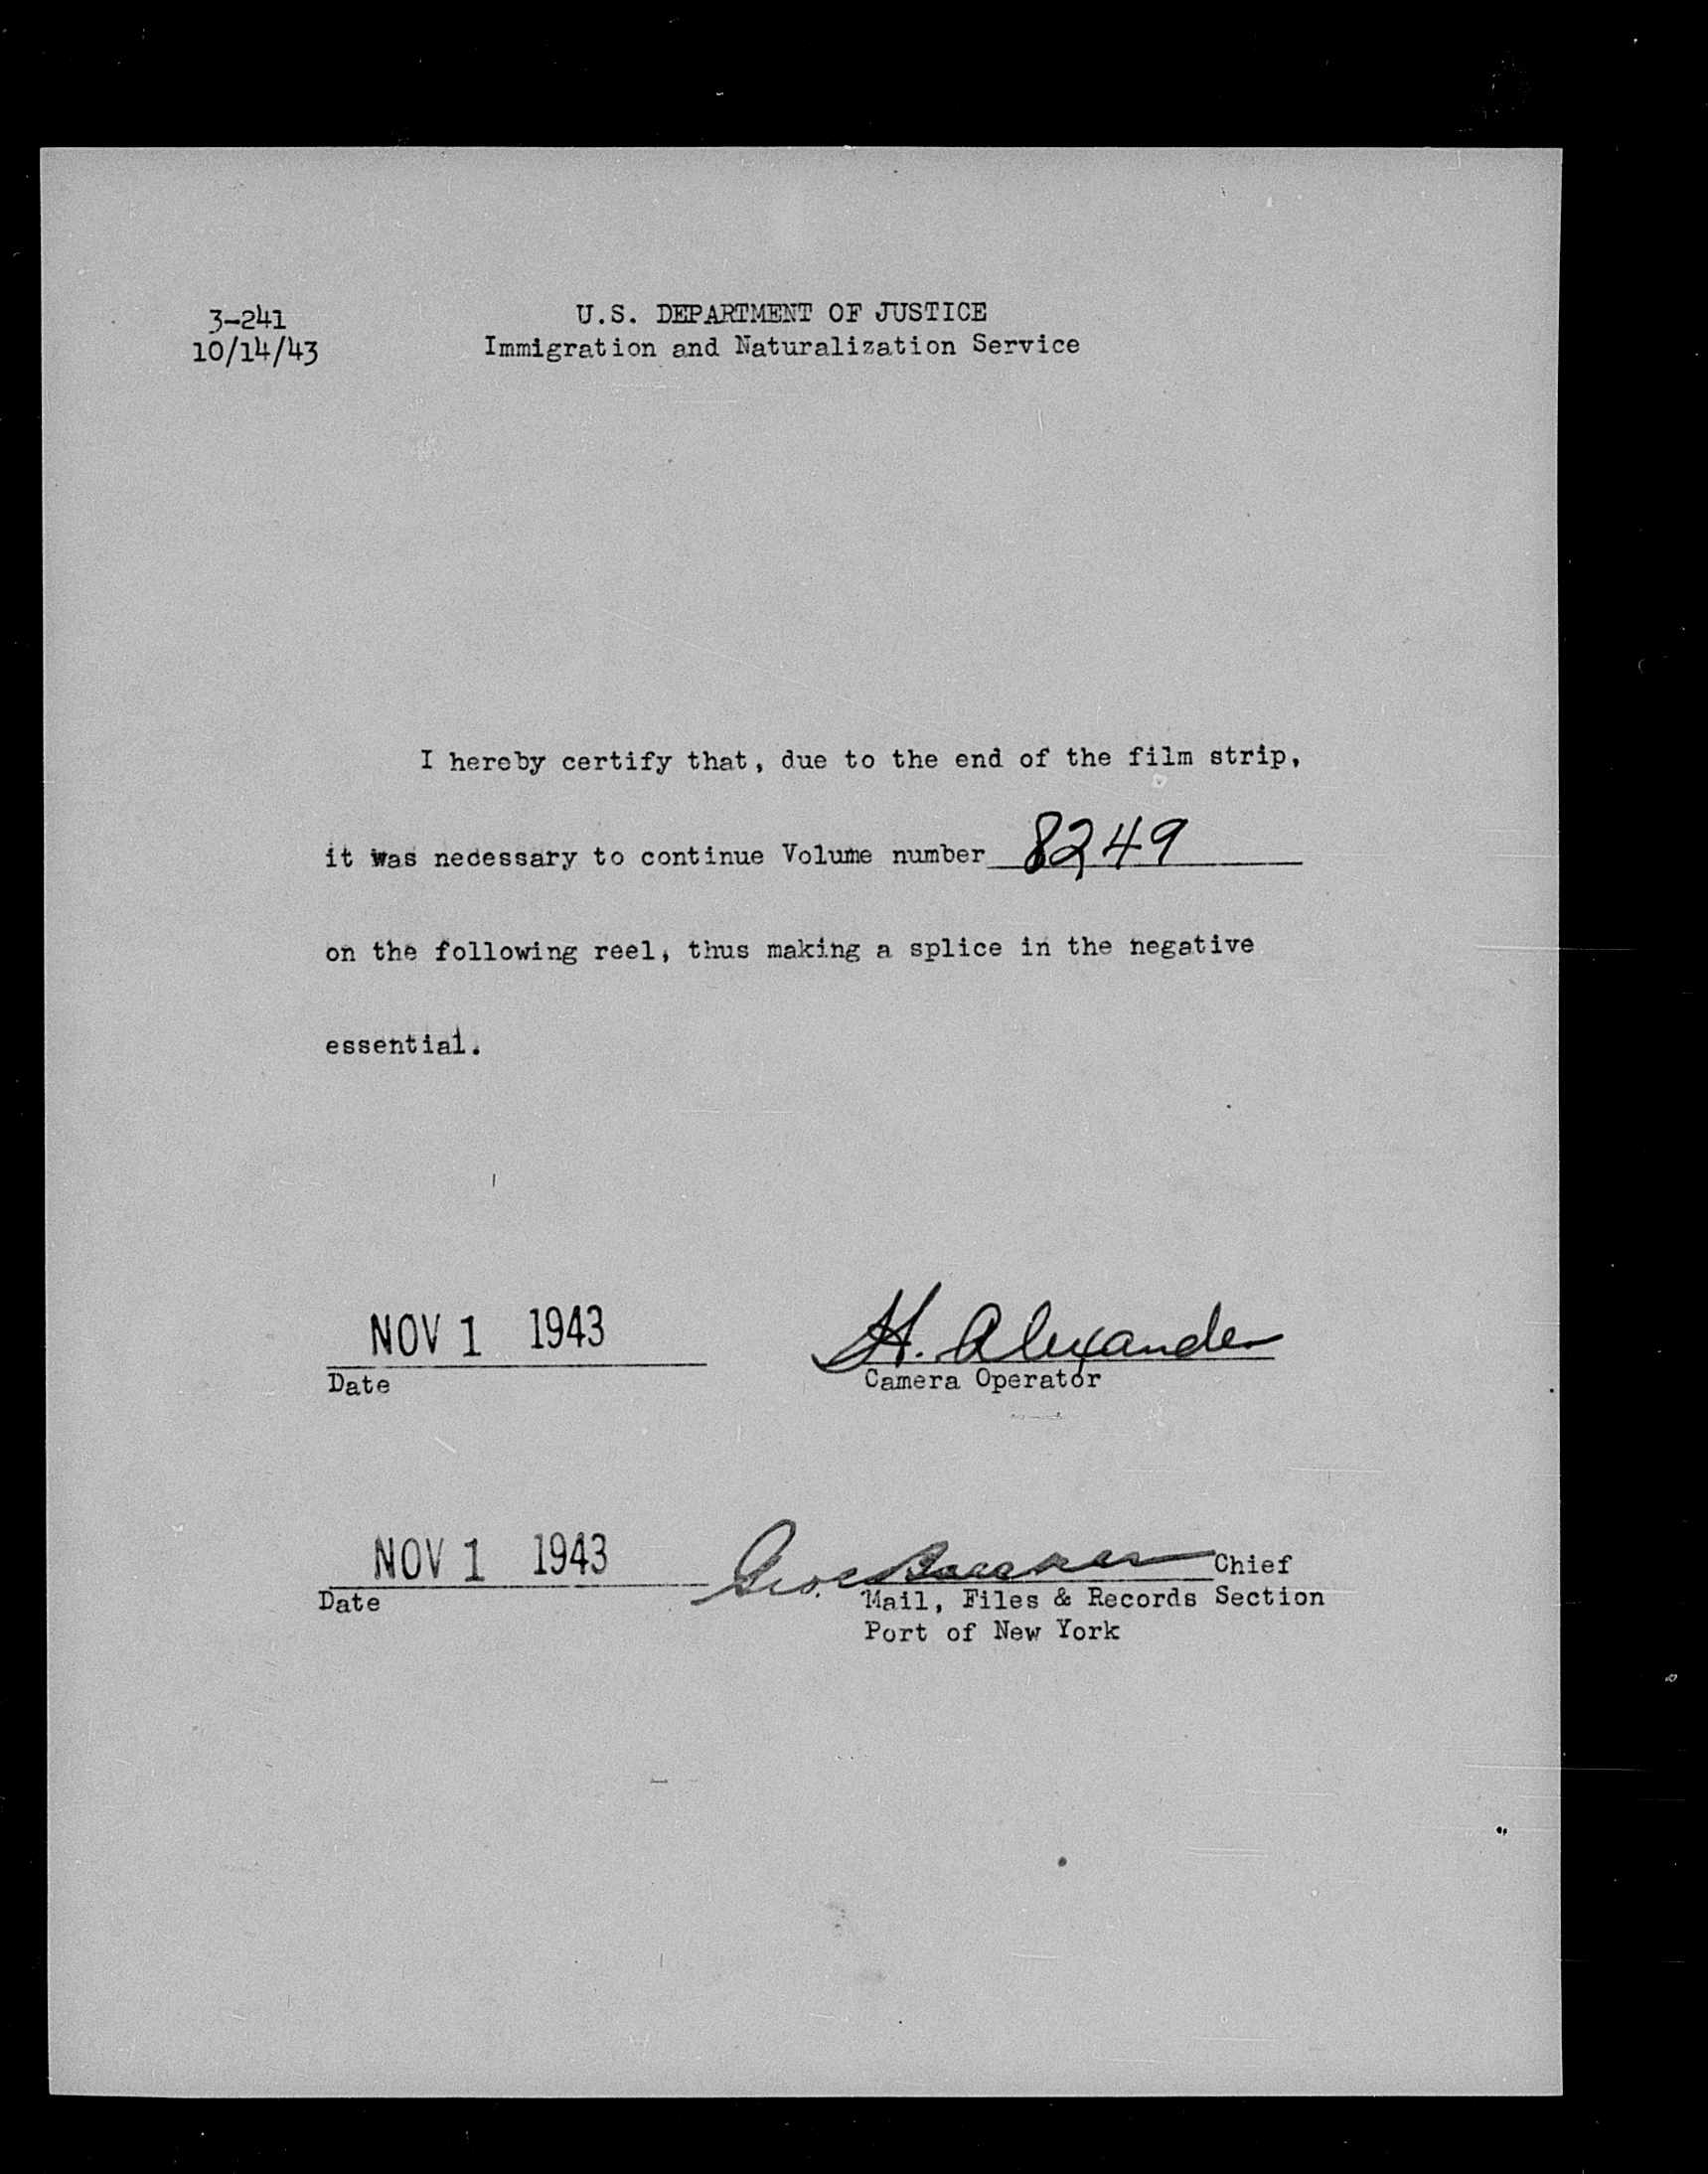 3-241
10/14/43
U.S. DEPARTMENT OF JUSTICE
Immigration and Naturalization Service
I hereby certify that, due to the end of the film strip,
it was necessary to continue Volume number 8249
on the following reel, thus making a splice in the negative
essential.
NOV 1 1943
Date
H. Alexander
Camera Operator
NOV 1 1943
Date
Geo. Chief
Mail, Files & Records Section
Port of New York